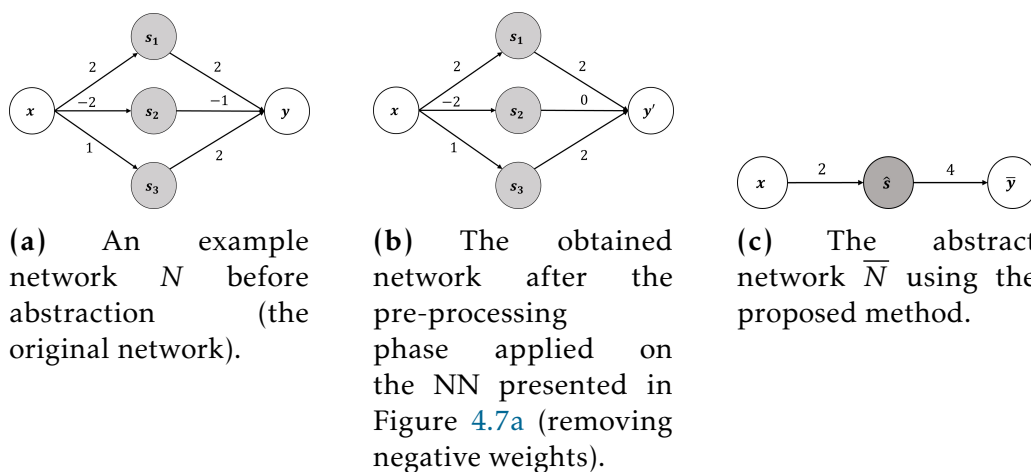 s₁
2
2
x
−2
s₂
−1
y
1
2
s₃
(a) An example
network N before
abstraction (the
original network).
s₁
2
2
x
−2
s₂
0
y′
1
2
s₃
(b) The obtained
network after the
pre-processing
phase applied on
the NN presented in
Figure 4.7a (removing
negative weights).
x
2
ŝ
4
y̅
(c) The abstract
network N̅ using the
proposed method.